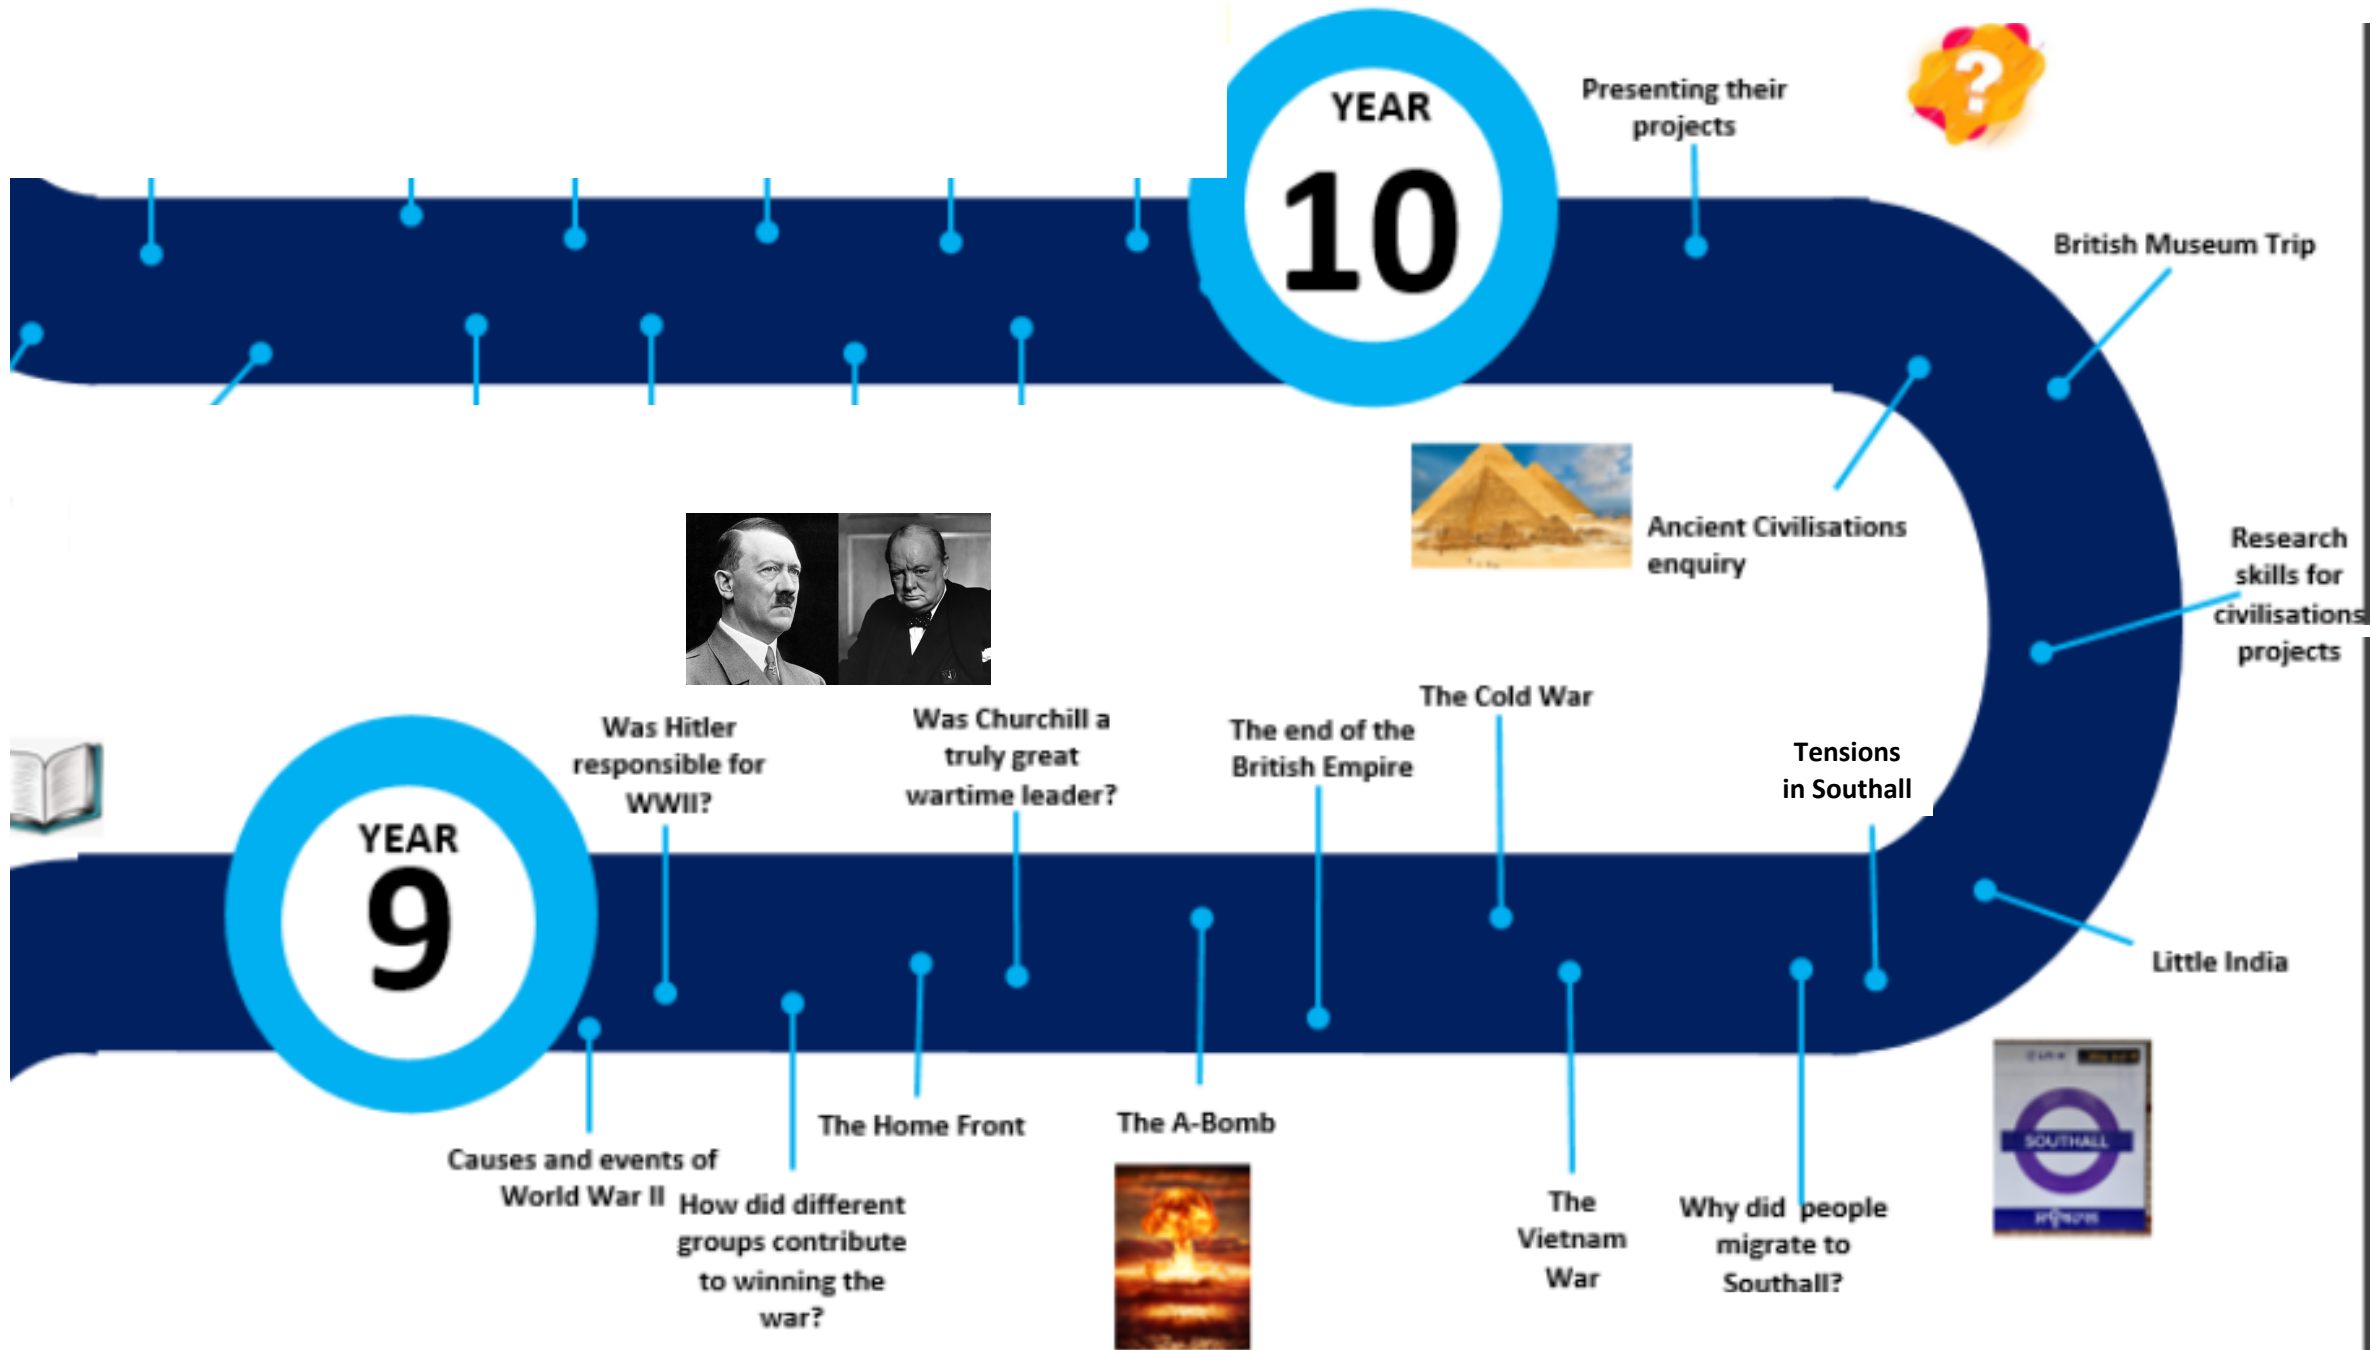 YEAR
10
Presenting their
projects
?
British Museum Trip
Ancient Civilisations
enquiry
Research
skills for
civilisations
projects
Was Hitler
responsible for
WWII?
Was Churchill a
truly great
wartime leader?
The end of the
British Empire
The Cold War
Tensions
in Southall
YEAR
9
Little India
Causes and events of
World War II
How did different
groups contribute
to winning the
war?
The Home Front
The A-Bomb
The
Vietnam
War
Why did people
migrate to
Southall?
SOUTHALL